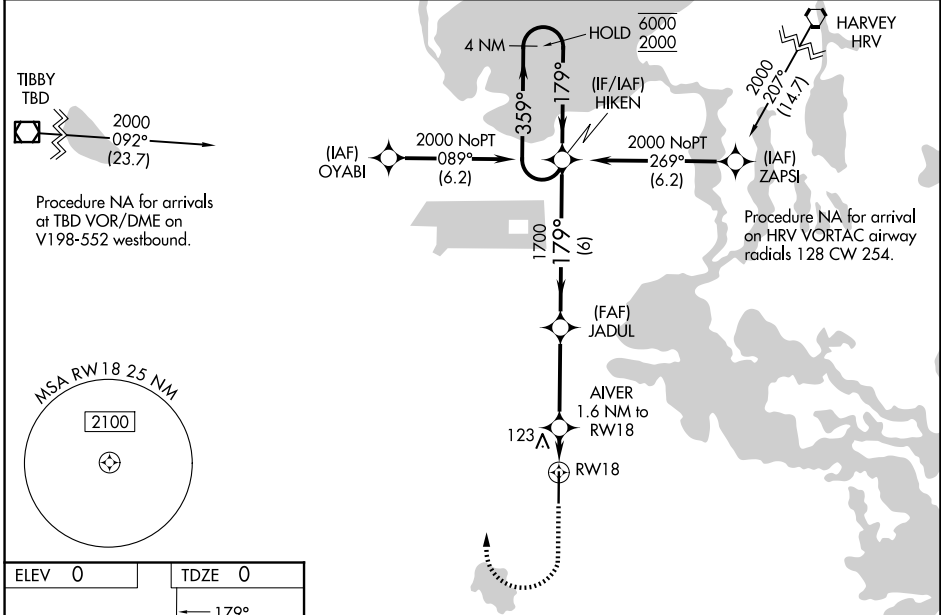 TIBBY
TBD
2000
092°
(23.7)
Procedure NA for arrivals
at TBD VOR/DME on
V198-552 westbound.
4 NM
HOLD
6000
2000
359°
179°
(IF/IAF)
HIKEN
HARVEY
HRV
2000
207°
(14.7)
(IAF)
OYABI
2000 NoPT
089°
(6.2)
2000 NoPT
269°
(6.2)
(IAF)
ZAPSI
Procedure NA for arrival
on HRV VORTAC airway
radials 128 CW 254.
1700
179°
(6)
(FAF)
JADUL
AIVER
1.6 NM to
RW18
123
RW18
MSA RW18 25 NM
2100
ELEV 0
TDZE 0
179°